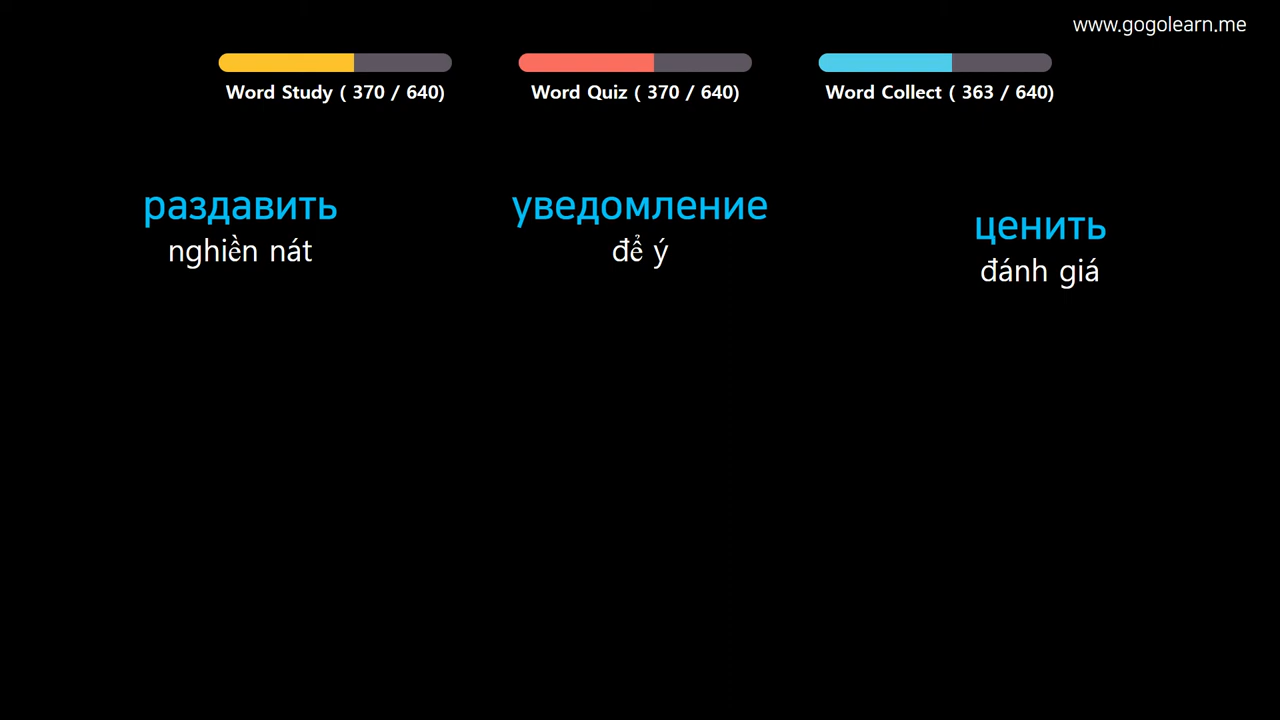 www.gogolearn.me
Word Study ( 370 / 640)
Word Quiz ( 370 / 640)
Word Collect ( 363 / 640)
раздавить
nghiền nát
уведомление
để ý
ценить
đánh giá